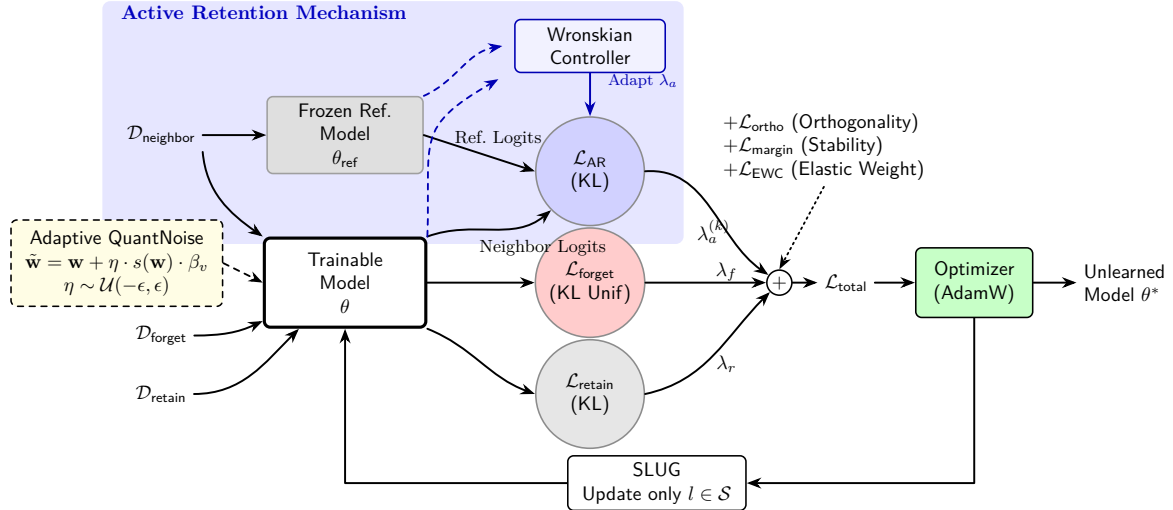 Active Retention Mechanism
Wronskian
Controller
Adapt λ_a
Frozen Ref.
Model
θ_ref
D_neighbor
Ref. Logits
L_AR
(KL)
+L_ortho (Orthogonality)
+L_margin (Stability)
+L_EWC (Elastic Weight)
Adaptive QuantNoise
w̃ = w + η · s(w) · β_v
η ∼ U(−ϵ, ϵ)
Trainable
Model
θ
Neighbor Logits
λ_a^(k)
L_forget
(KL Unif)
λ_f
+
L_total
Optimizer
(AdamW)
Unlearned
Model θ*
D_forget
D_retain
L_retain
(KL)
λ_r
SLUG
Update only l ∈ S